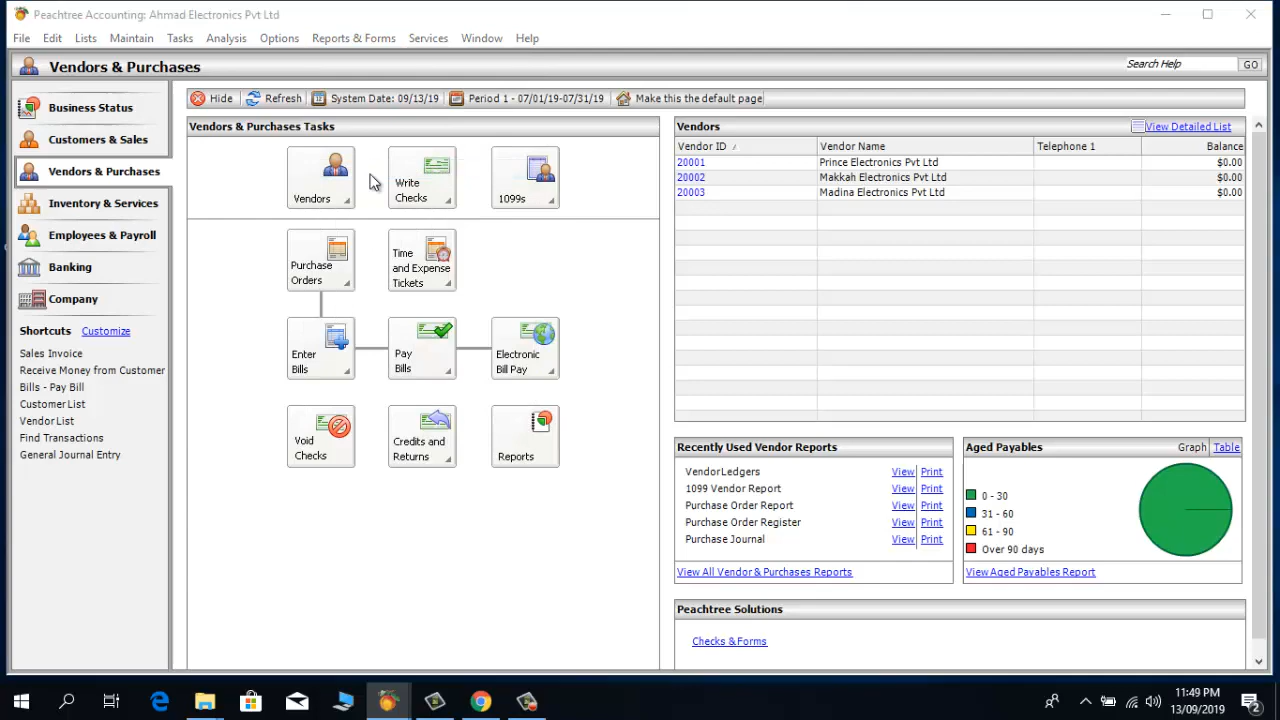 Peachtree Accounting: Ahmad Electronics Pvt Ltd
File Edit Lists Maintain Tasks Analysis Options Reports & Forms Services Window Help
Vendors & Purchases
Search Help GO
Business Status
Customers & Sales
Vendors & Purchases
Inventory & Services
Employees & Payroll
Banking
Company
Shortcuts Customize
Sales Invoice
Receive Money from Customer
Bills - Pay Bill
Customer List
Vendor List
Find Transactions
General Journal Entry
Hide Refresh System Date: 09/13/19 Period 1 - 07/01/19-07/31/19 Make this the default page
Vendors & Purchases Tasks
Vendors
Write
Checks
1099s
Purchase
Orders
Time
and Expense
Tickets
Enter
Bills
Pay
Bills
Electronic
Bill Pay
Void
Checks
Credits and
Returns
Reports
Vendors View Detailed List
Vendor ID Vendor Name Telephone 1 Balance
20001 Prince Electronics Pvt Ltd $0.00
20002 Makkah Electronics Pvt Ltd $0.00
20003 Madina Electronics Pvt Ltd $0.00
Recently Used Vendor Reports
Vendor Ledgers View Print
1099 Vendor Report View Print
Purchase Order Report View Print
Purchase Order Register View Print
Purchase Journal View Print
View All Vendor & Purchases Reports
Aged Payables Graph Table
0 - 30
31 - 60
61 - 90
Over 90 days
View Aged Payables Report
Peachtree Solutions
Checks & Forms
11:49 PM
13/09/2019
2